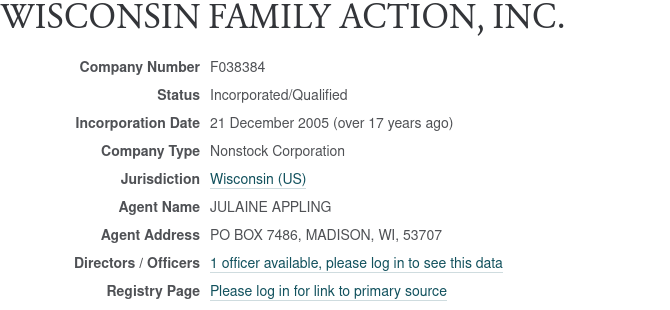 WISCONSIN FAMILY ACTION, INC.
Company Number F038384
Status Incorporated/Qualified
Incorporation Date 21 December 2005 (over 17 years ago)
Company Type Nonstock Corporation
Jurisdiction Wisconsin (US)
Agent Name JULAINE APPLING
Agent Address PO BOX 7486, MADISON, WI, 53707
Directors / Officers 1 officer available, please log in to see this data
Registry Page Please log in for link to primary source